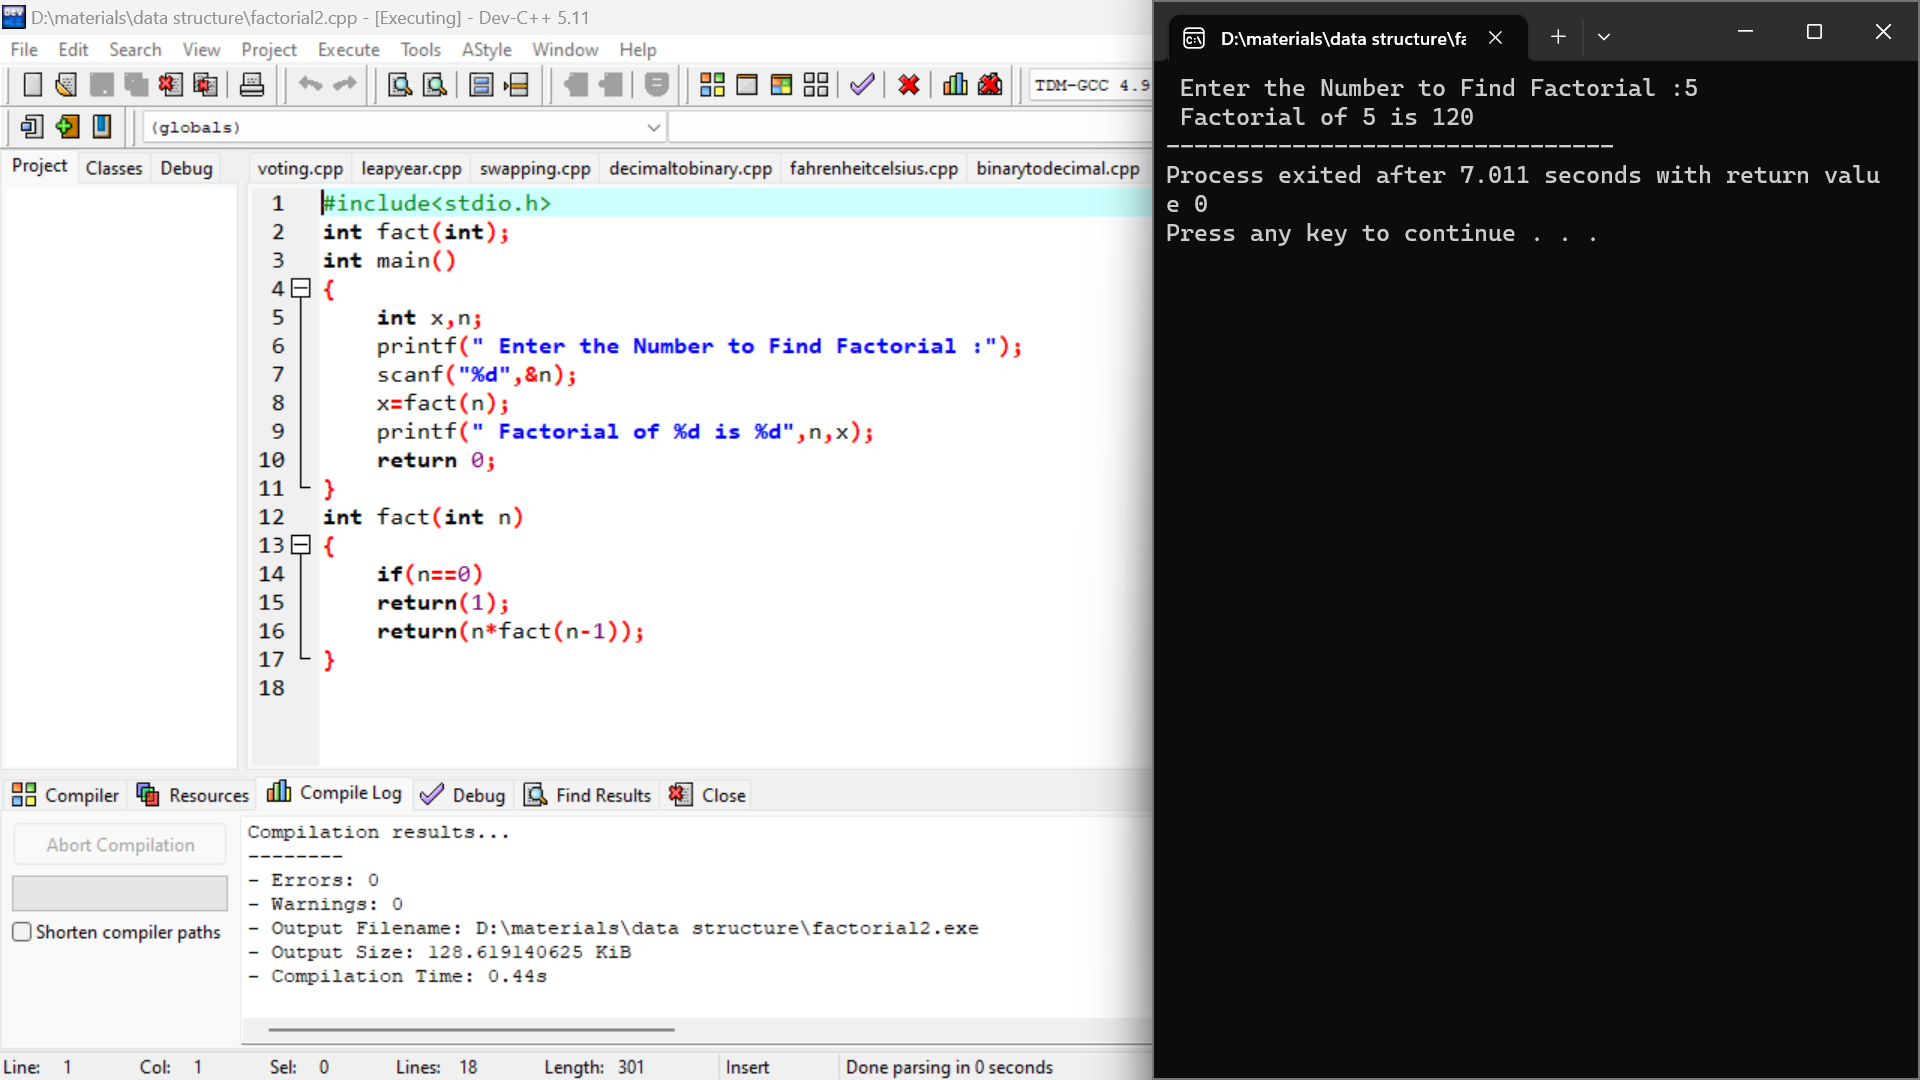 D:\materials\data structure\factorial2.cpp - [Executing] - Dev-C++ 5.11
File Edit Search View Project Execute Tools AStyle Window Help
TDM-GCC 4.9
(globals)
Project Classes Debug
voting.cpp leapyear.cpp swapping.cpp decimaltobinary.cpp fahrenheitcelsius.cpp binarytodecimal.cpp
1 #include<stdio.h>
2 int fact(int);
3 int main()
4 {
5 int x,n;
6 printf(" Enter the Number to Find Factorial :");
7 scanf("%d",&n);
8 x=fact(n);
9 printf(" Factorial of %d is %d",n,x);
10 return 0;
11 }
12 int fact(int n)
13 {
14 if(n==0)
15 return(1);
16 return(n*fact(n-1));
17 }
18
Compiler Resources Compile Log Debug Find Results Close
Abort Compilation
Shorten compiler paths
Compilation results...
--------
- Errors: 0
- Warnings: 0
- Output Filename: D:\materials\data structure\factorial2.exe
- Output Size: 128.619140625 KiB
- Compilation Time: 0.44s
Line: 1 Col: 1 Sel: 0 Lines: 18 Length: 301 Insert Done parsing in 0 seconds
D:\materials\data structure\fa
Enter the Number to Find Factorial :5
Factorial of 5 is 120
--------------------------------
Process exited after 7.011 seconds with return valu
e 0
Press any key to continue . . .